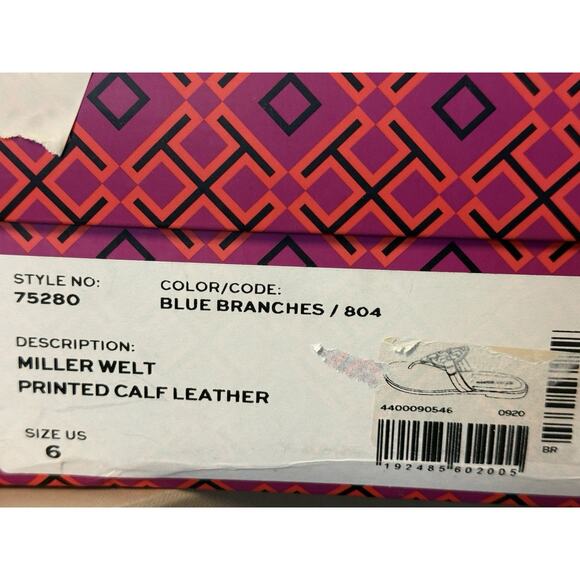 STYLE NO:
75280
COLOR/CODE:
BLUE BRANCHES / 804
DESCRIPTION:
MILLER WELT
PRINTED CALF LEATHER
SIZE US
6
4400090546 0920
192485602005
BR